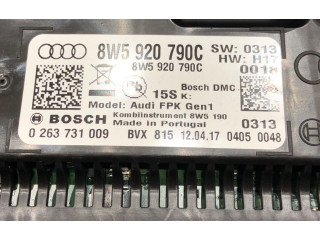 8W5 920 790C SW: 0313
8W5 920 790C HW: H17
0018
Bosch DMC
15S K:
Model: Audi FPK Gen1
BOSCH Kombiinstrument 8W5 190
Made in Portugal 0313
0 263 731 009 BVX 815 12.04.17 0405 0048